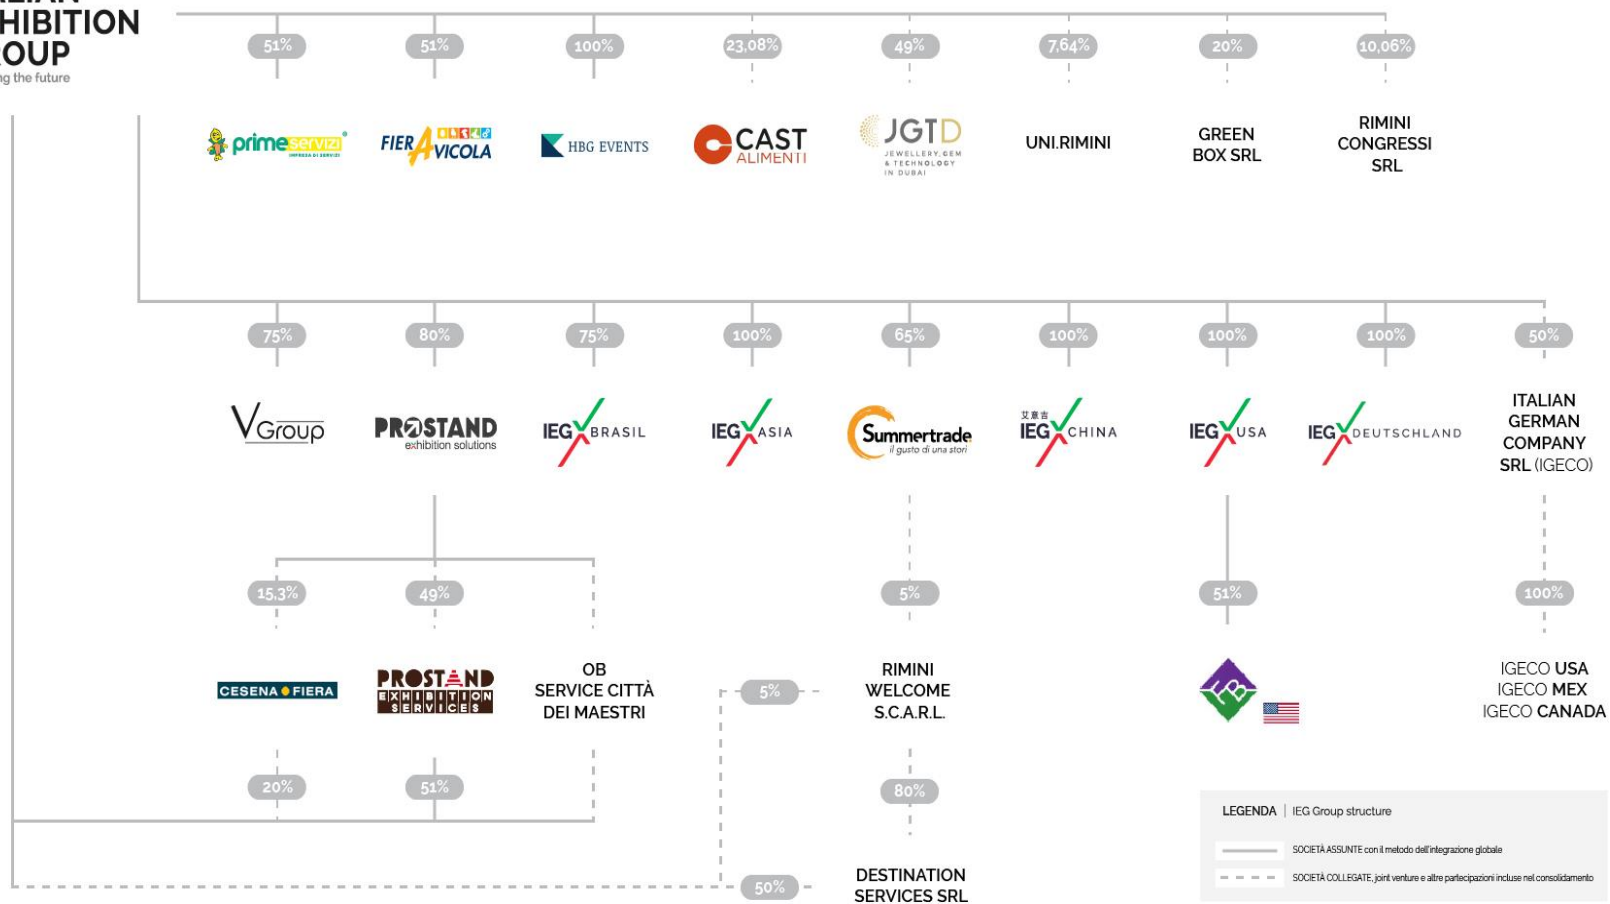 HIBITION
ROUP
ng the future
51%
51%
100%
23,08%
49%
7,64%
20%
10,06%
primeservizi
IMPRESA DI SERVIZI
FIERAVICOLA
HBG EVENTS
CAST
ALIMENTI
JGTD
JEWELLERY, GEM
& TECHNOLOGY
IN DUBAI
UNI.RIMINI
GREEN
BOX SRL
RIMINI
CONGRESSI
SRL
75%
80%
75%
100%
65%
100%
100%
100%
50%
VGroup
PROSTAND
exhibition solutions
IEG BRASIL
IEG ASIA
Summertrade
il gusto di una stori
艾意吉
IEG CHINA
IEG USA
IEG DEUTSCHLAND
ITALIAN
GERMAN
COMPANY
SRL (IGECO)
15,3%
49%
5%
51%
100%
CESENA FIERA
PROSTAND
EXHIBITION
SERVICES
OB
SERVICE CITTÀ
DEI MAESTRI
5%
RIMINI
WELCOME
S.C.A.R.L.
FB
IGECO USA
IGECO MEX
IGECO CANADA
20%
51%
80%
50%
DESTINATION
SERVICES SRL
LEGENDA | IEG Group structure
SOCIETÀ ASSUNTE con il metodo dell'integrazione globale
SOCIETÀ COLLEGATE, joint venture e altre partecipazioni incluse nel consolidamento